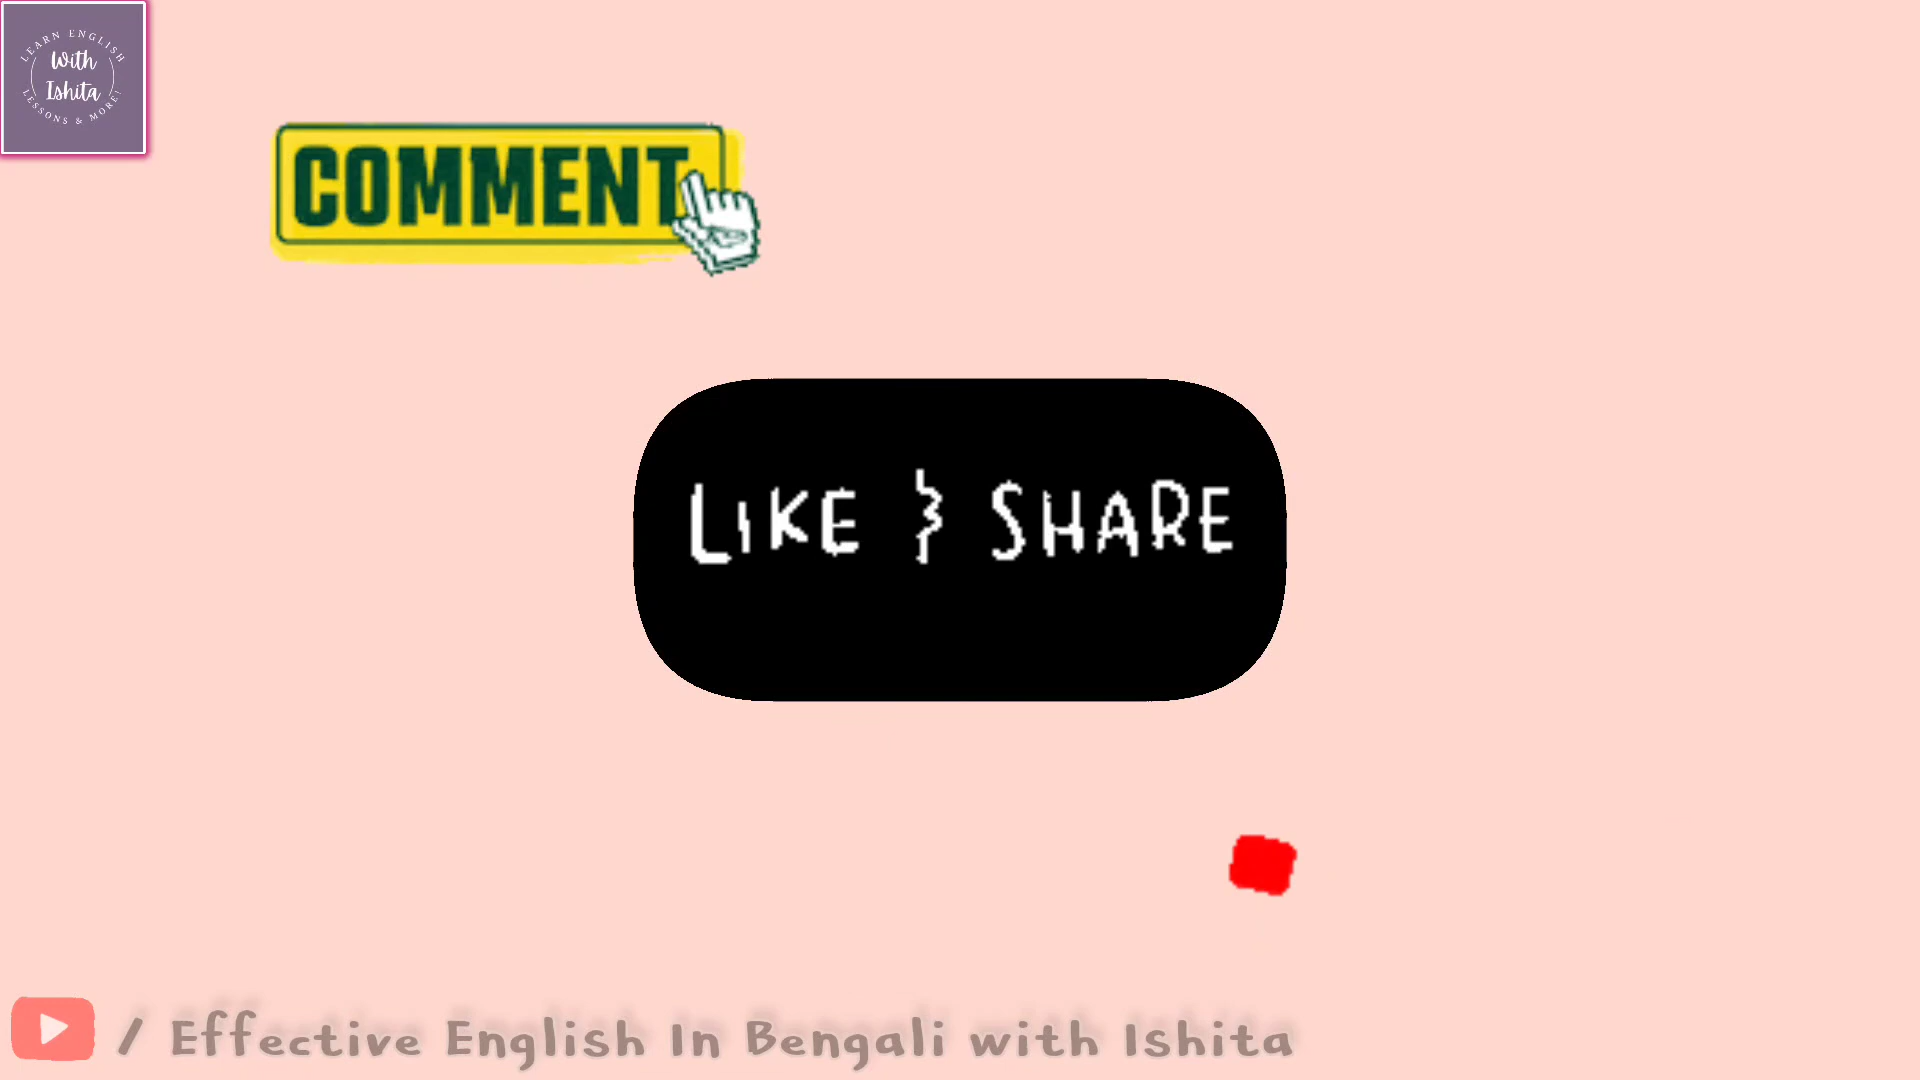 LEARN ENGLISH
With
Ishita
LESSONS & MORE!
COMMENT
LIKE & SHARE
/ Effective English In Bengali with Ishita